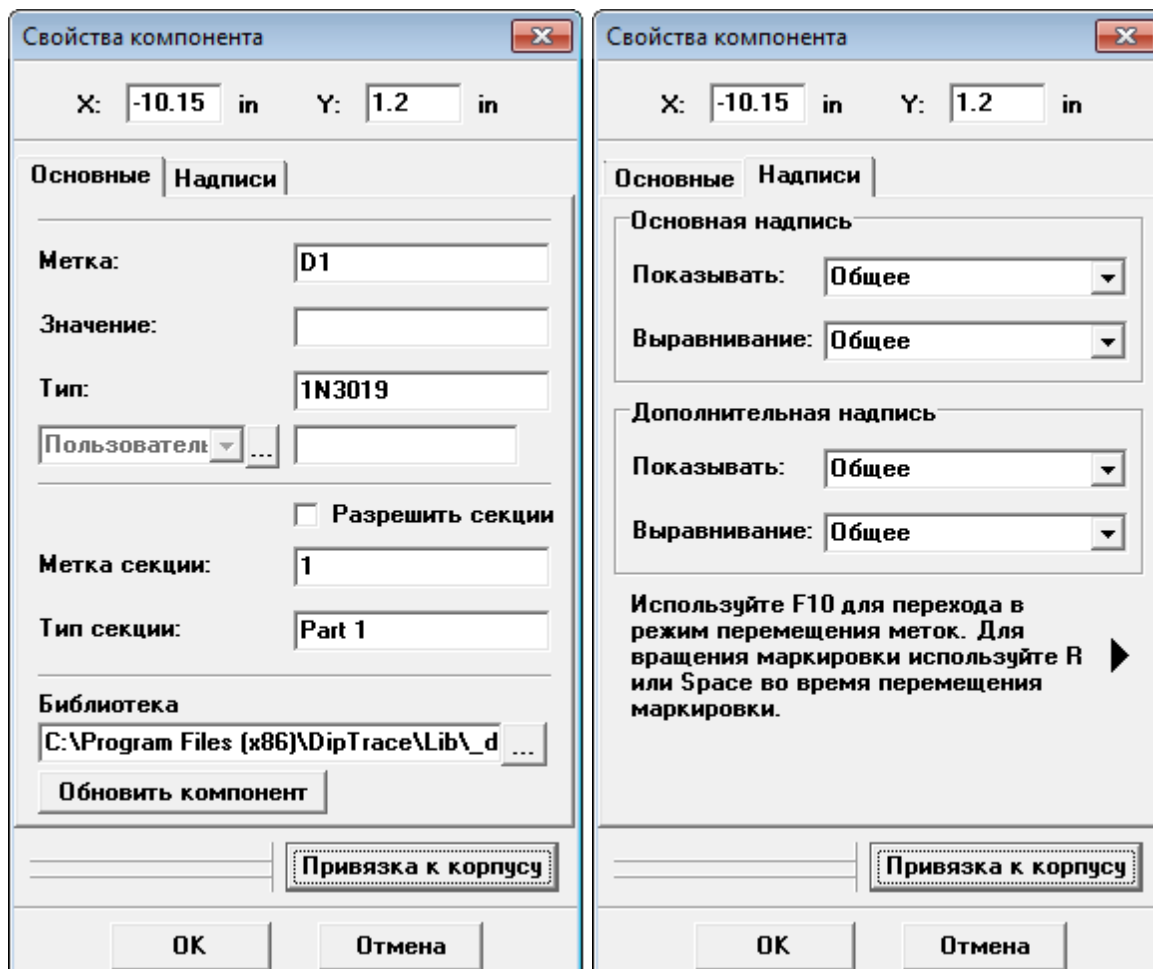 Свойства компонента
X: -10.15 in Y: 1.2 in
Основные Надписи
Метка: D1
Значение:
Тип: 1N3019
Пользователь ...
Разрешить секции
Метка секции: 1
Тип секции: Part 1
Библиотека
C:\Program Files (x86)\DipTrace\Lib\_d ...
Обновить компонент
Привязка к корпусу
OK Отмена
Свойства компонента
X: -10.15 in Y: 1.2 in
Основные Надписи
Основная надпись
Показывать: Общее
Выравнивание: Общее
Дополнительная надпись
Показывать: Общее
Выравнивание: Общее
Используйте F10 для перехода в
режим перемещения меток. Для
вращения маркировки используйте R
или Space во время перемещения
маркировки.
Привязка к корпусу
OK Отмена